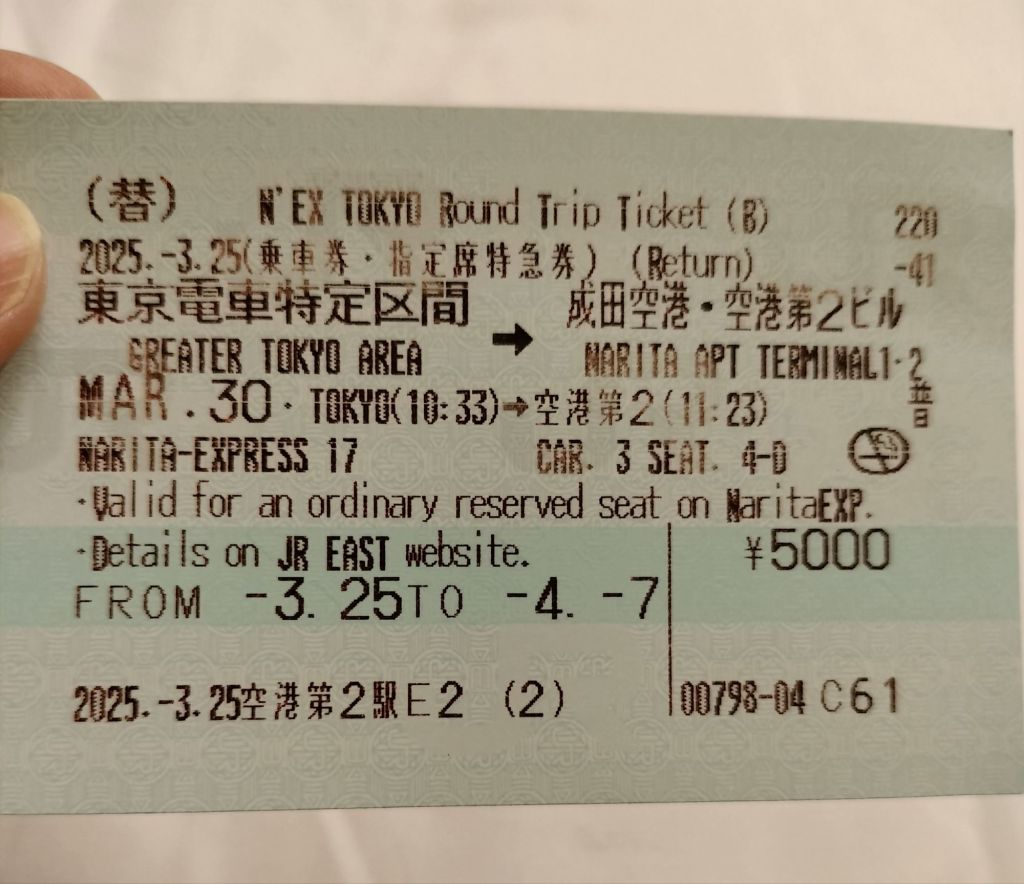 (替) N'EX TOKYO Round Trip Ticket (B) 220
2025.-3.25(乗車券・指定席特急券) (Return) -41
東京電車特定区間 ➡ 成田空港・空港第2ビル
GREATER TOKYO AREA NARITA APT TERMINAL1・2
MAR.30・TOKYO(10:33)➡空港第2(11:23)
NARITA-EXPRESS 17 CAR. 3 SEAT. 4-D
・Valid for an ordinary reserved seat on NaritaEXP.
・Details on JR EAST website. ¥5000
FROM -3. 25TO -4. -7
2025.-3.25空港第2駅E2 (2) 00798-04 C61